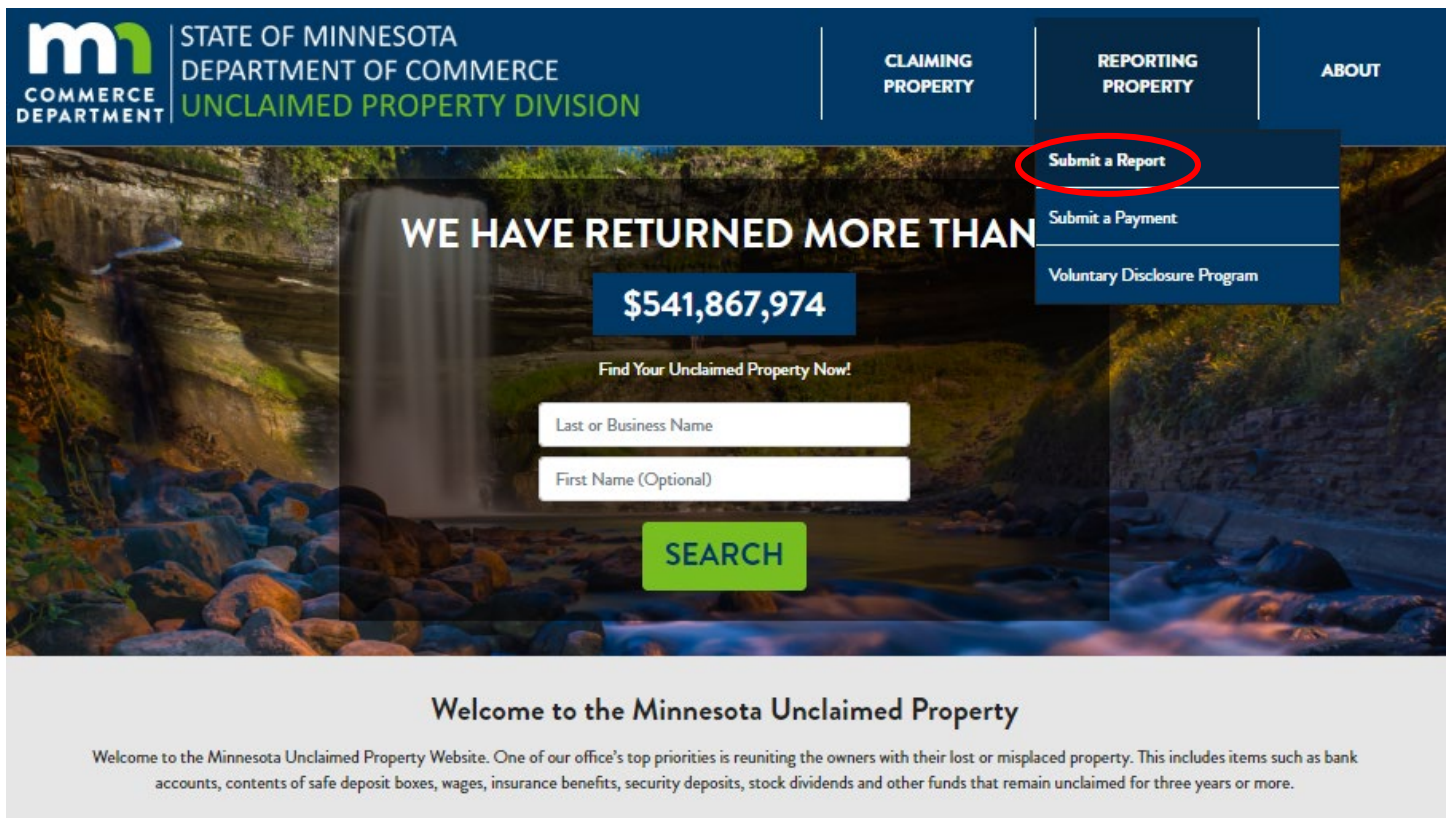 mn
COMMERCE
DEPARTMENT
STATE OF MINNESOTA
DEPARTMENT OF COMMERCE
UNCLAIMED PROPERTY DIVISION
CLAIMING
PROPERTY
REPORTING
PROPERTY
ABOUT
Submit a Report
Submit a Payment
Voluntary Disclosure Program
WE HAVE RETURNED MORE THAN
$541,867,974
Find Your Unclaimed Property Now!
Last or Business Name
First Name (Optional)
SEARCH
Welcome to the Minnesota Unclaimed Property
Welcome to the Minnesota Unclaimed Property Website. One of our office's top priorities is reuniting the owners with their lost or misplaced property. This includes items such as bank
accounts, contents of safe deposit boxes, wages, insurance benefits, security deposits, stock dividends and other funds that remain unclaimed for three years or more.